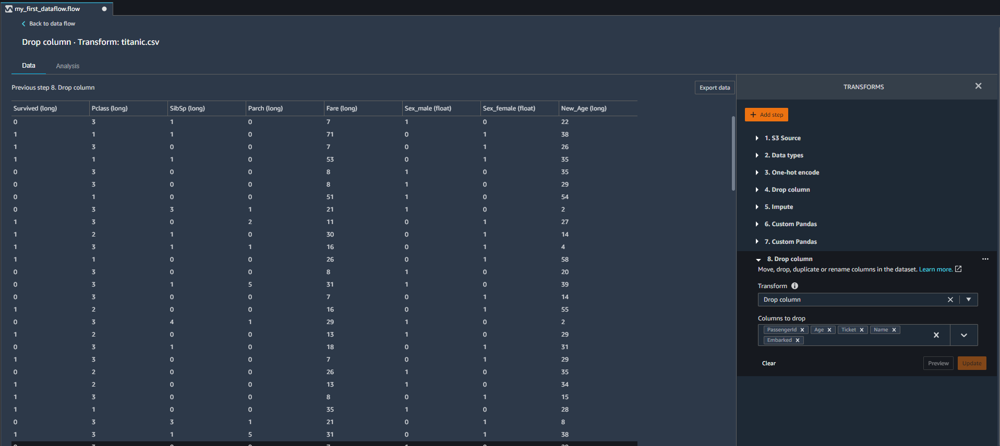 my_first_dataflow.flow
Back to data flow
Drop column · Transform: titanic.csv
Data Analysis
Previous step 8. Drop column
Export data
Survived (long) Pclass (long) SibSp (long) Parch (long) Fare (long) Sex_male (float) Sex_female (float) New_Age (long)
0 3 1 0 7 1 0 22
1 1 1 0 71 0 1 38
1 3 0 0 7 0 1 26
1 1 1 0 53 0 1 35
0 3 0 0 8 1 0 35
0 3 0 0 8 1 0 29
0 1 0 0 51 1 0 54
0 3 3 1 21 1 0 2
1 3 0 2 11 0 1 27
1 2 1 0 30 0 1 14
1 3 1 1 16 0 1 4
1 1 0 0 26 0 1 58
0 3 0 0 8 1 0 20
0 3 1 5 31 1 0 39
0 3 0 0 7 0 1 14
1 2 0 0 16 0 1 55
0 3 4 1 29 1 0 2
1 2 0 0 13 1 0 29
0 3 1 0 18 0 1 31
1 3 0 0 7 0 1 29
0 2 0 0 26 1 0 35
1 2 0 0 13 1 0 34
1 3 0 0 8 0 1 15
1 1 0 0 35 1 0 28
0 3 3 1 21 0 1 8
1 3 1 5 31 0 1 38
TRANSFORMS
Add step
1. S3 Source
2. Data types
3. One-hot encode
4. Drop column
5. Impute
6. Custom Pandas
7. Custom Pandas
8. Drop column
Move, drop, duplicate or rename columns in the dataset. Learn more.
Transform
Drop column
Columns to drop
PassengerId Age Ticket Name
Embarked
Clear Preview Update